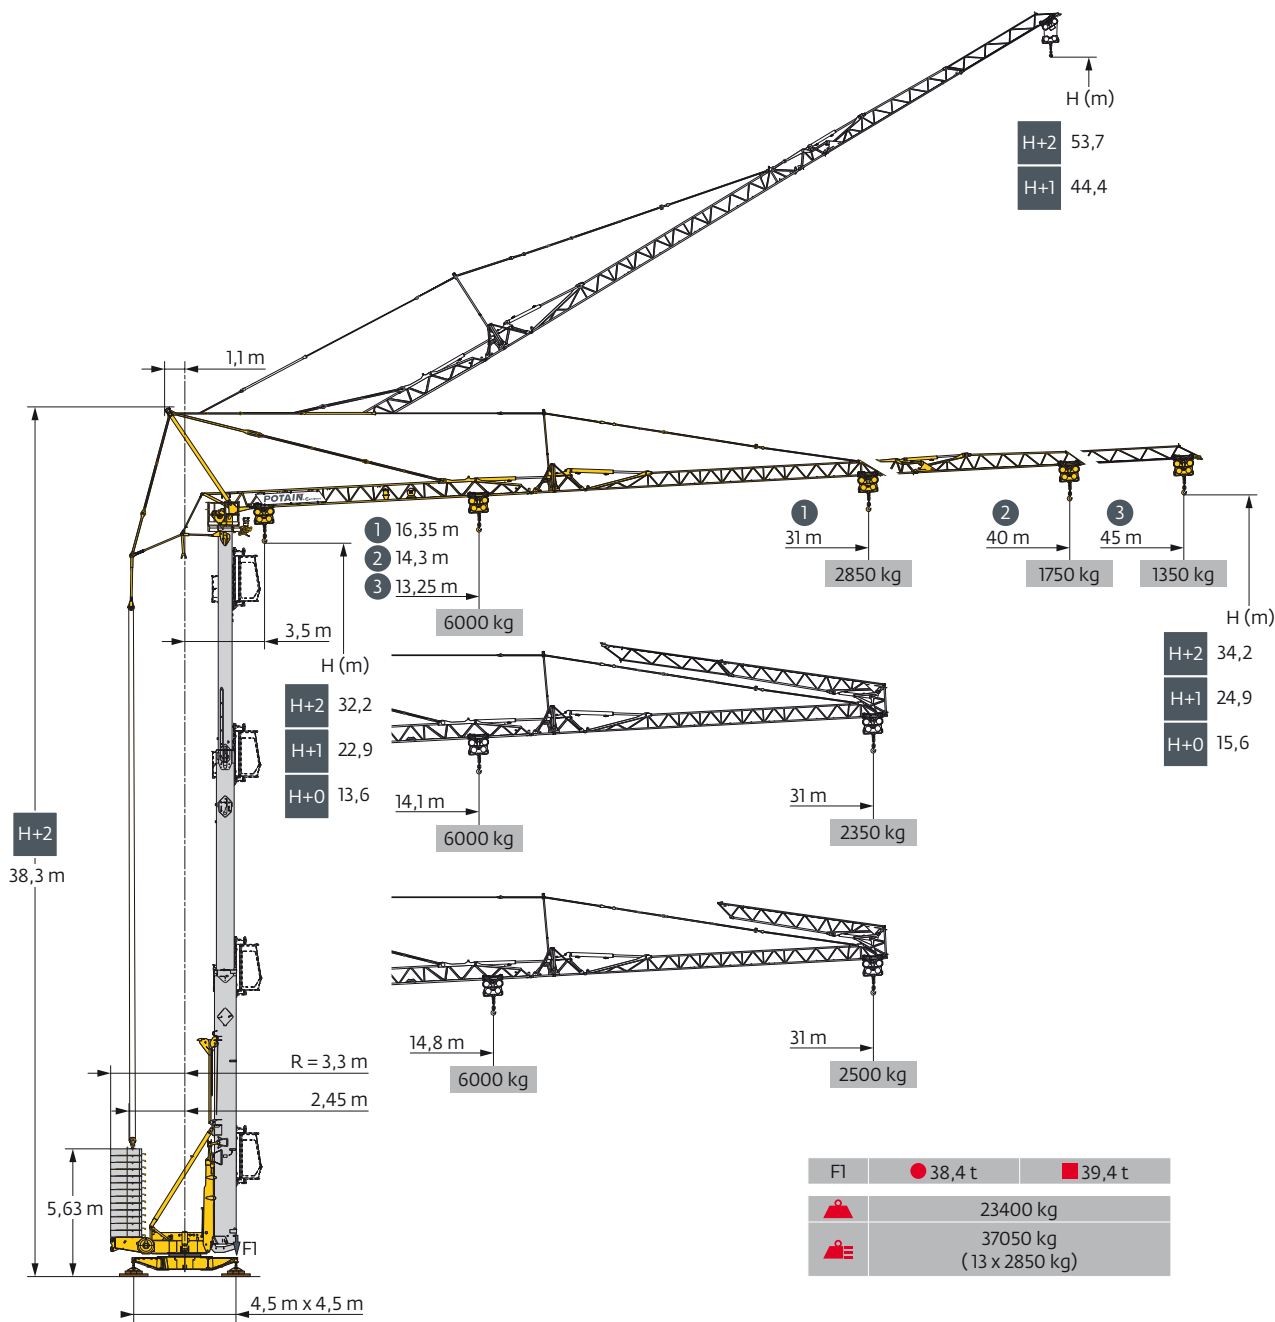 H (m)
H+2 53,7
H+1 44,4
1,1 m
POTAIN
1 16,35 m
2 14,3 m
3 13,25 m
6000 kg
1
31 m
2850 kg
2
40 m
1750 kg
3
45 m
1350 kg
3,5 m
H (m)
H+2 32,2
H+1 22,9
H+0 13,6
H (m)
H+2 34,2
H+1 24,9
H+0 15,6
14,1 m
6000 kg
31 m
2350 kg
H+2
38,3 m
14,8 m
6000 kg
31 m
2500 kg
R = 3,3 m
2,45 m
5,63 m
F1
4,5 m x 4,5 m
F1 38,4 t 39,4 t
23400 kg
37050 kg
( 13 x 2850 kg)